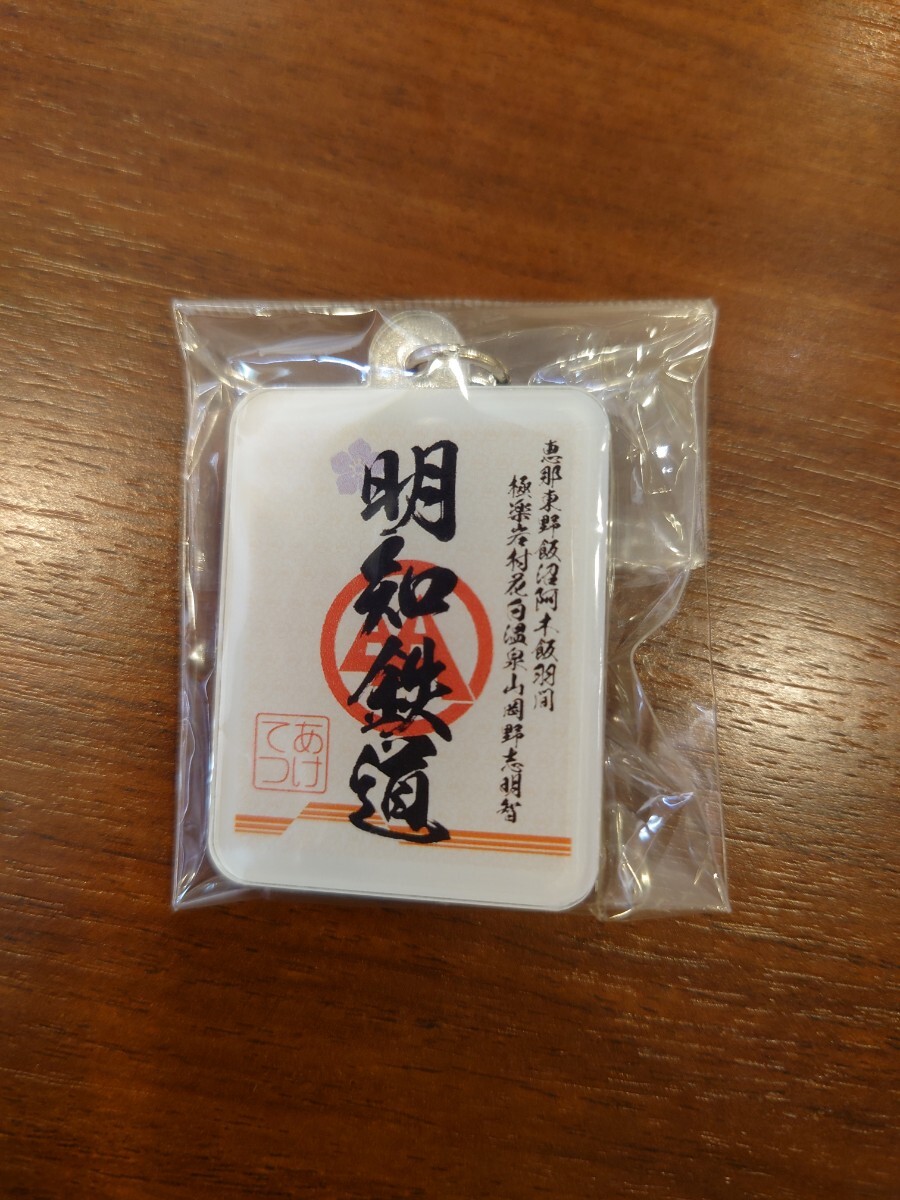 恵那東野飯沼阿木飯羽間
極楽岩村花白温泉山岡野志明智
明知鉄道
あけ
てつ